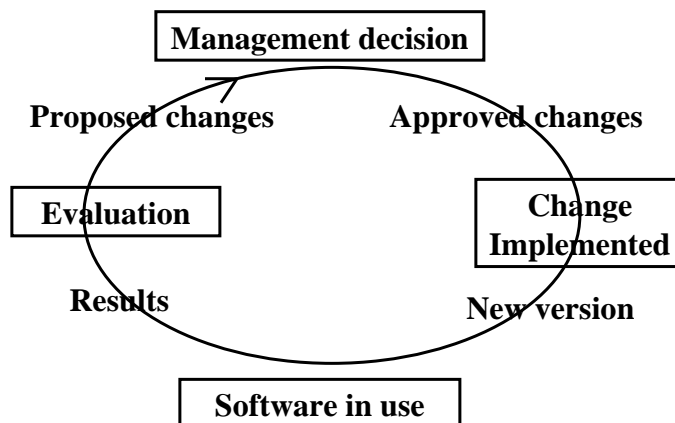 Management decision
Proposed changes
Approved changes
Evaluation
Change
Implemented
Results
New version
Software in use